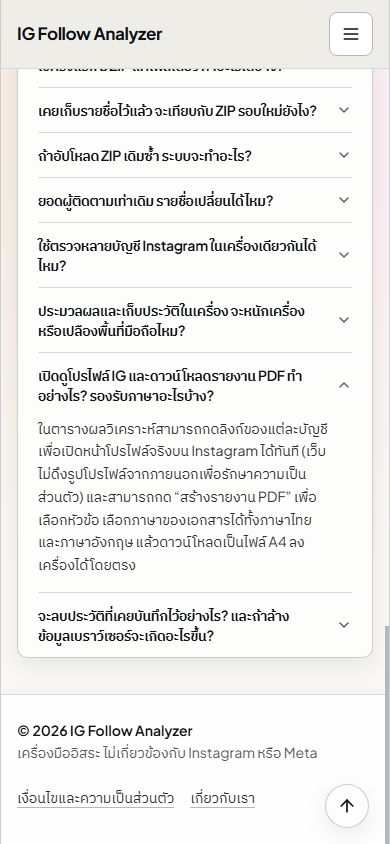 IG Follow Analyzer
เคยเก็บรายชื่อไว้แล้ว จะเทียบกับ ZIP รอบใหม่ยังไง?
ถ้าอัปโหลด ZIP เดิมซ้ำ ระบบจะทำอะไร?
ยอดผู้ติดตามเท่าเดิม รายชื่อเปลี่ยนได้ไหม?
ใช้ตรวจหลายบัญชี Instagram ในเครื่องเดียวกันได้
ไหม?
ประมวลผลและเก็บประวัติในเครื่อง จะหนักเครื่อง
หรือเปลืองพื้นที่มือถือไหม?
เปิดดูโปรไฟล์ IG และดาวน์โหลดรายงาน PDF ทำ
อย่างไร? รองรับภาษาอะไรบ้าง?
ในตารางผลวิเคราะห์สามารถกดลิงก์ของแต่ละบัญชี
เพื่อเปิดหน้าโปรไฟล์จริงบน Instagram ได้ทันที (เว็บ
ไม่ดึงรูปโปรไฟล์จากภายนอกเพื่อรักษาความเป็น
ส่วนตัว) และสามารถกด “สร้างรายงาน PDF” เพื่อ
เลือกหัวข้อ เลือกภาษาของเอกสารได้ทั้งภาษาไทย
และภาษาอังกฤษ แล้วดาวน์โหลดเป็นไฟล์ A4 ลง
เครื่องได้โดยตรง
จะลบประวัติที่เคยบันทึกไว้อย่างไร? และถ้าล้าง
ข้อมูลเบราว์เซอร์จะเกิดอะไรขึ้น?
© 2026 IG Follow Analyzer
เครื่องมืออิสระ ไม่เกี่ยวข้องกับ Instagram หรือ Meta
เงื่อนไขและความเป็นส่วนตัว เกี่ยวกับเรา